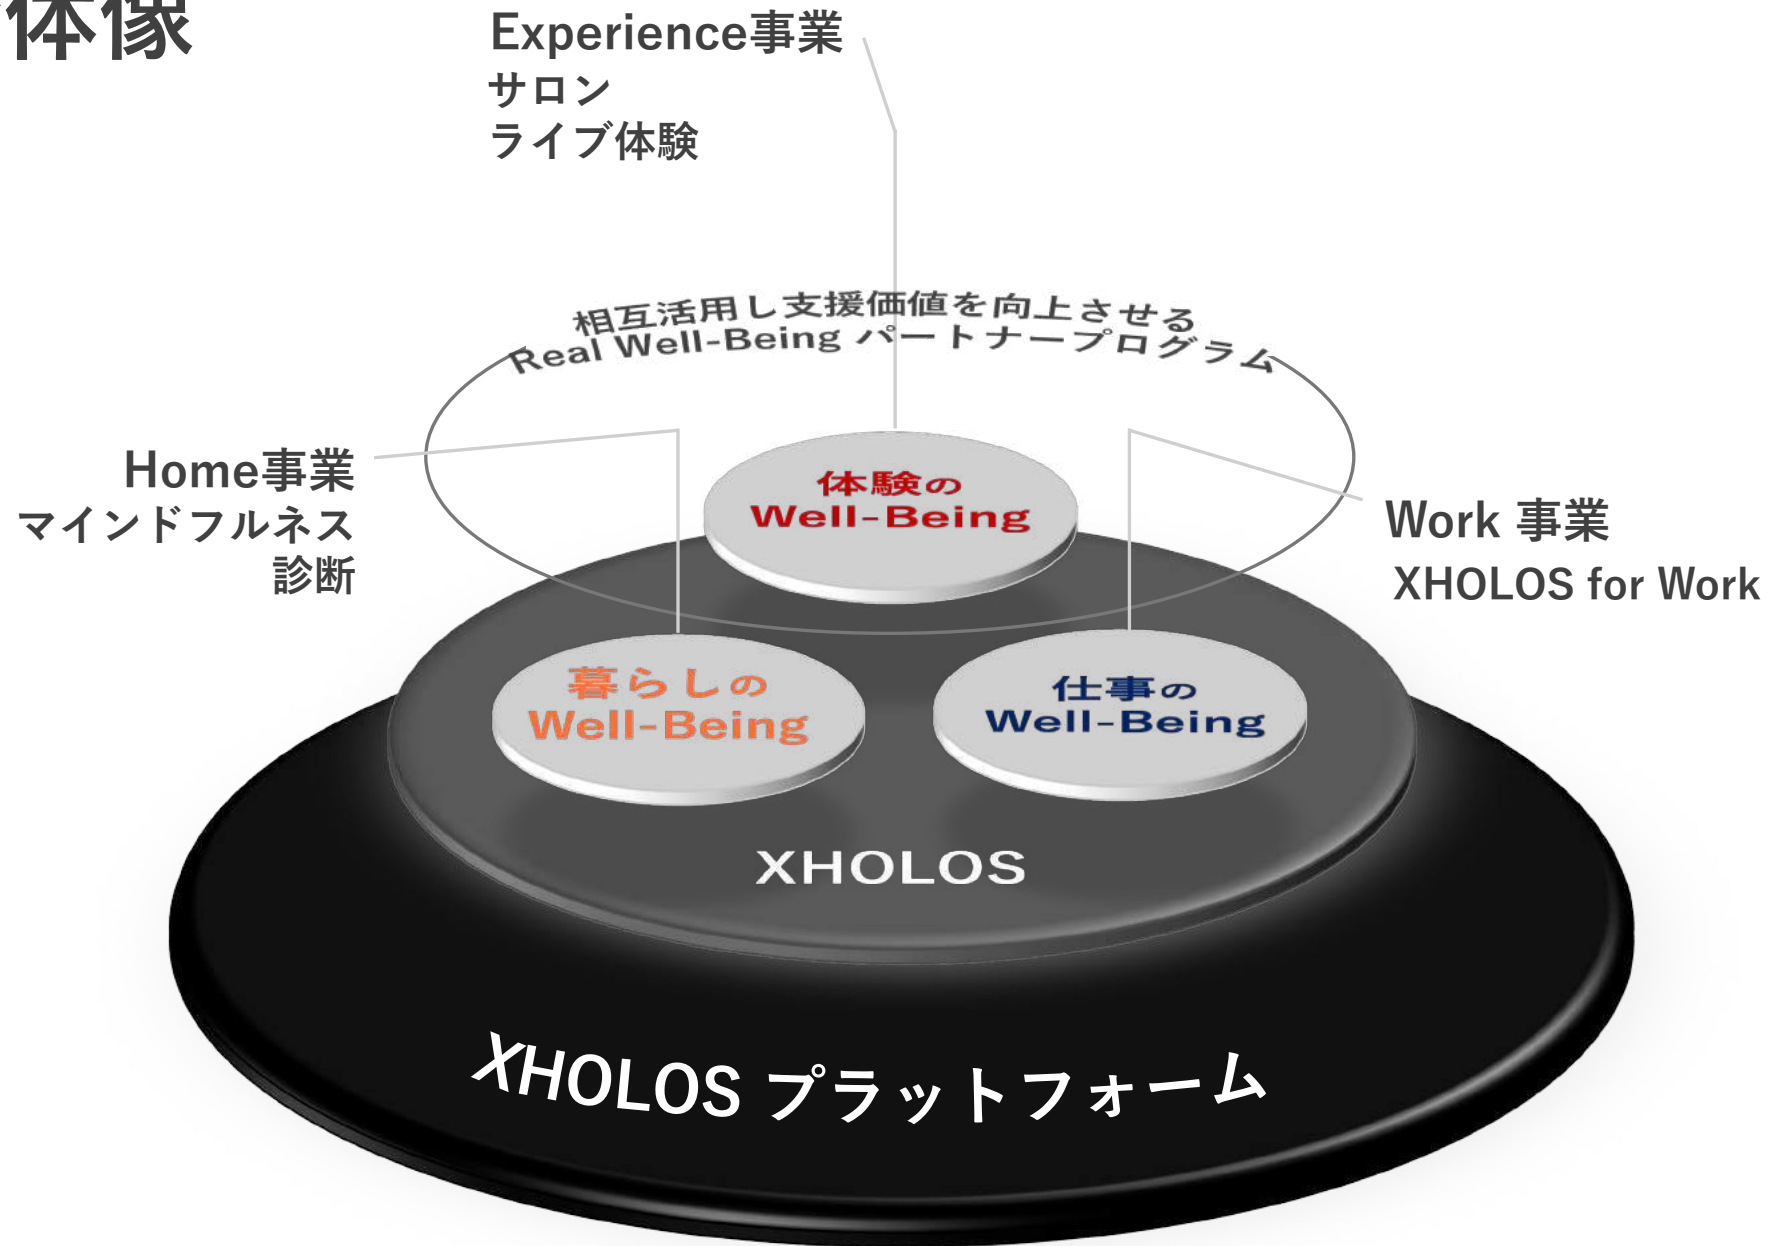 体像
Experience事業
サロン
ライブ体験
相互活用し支援価値を向上させる
Real Well-Being パートナープログラム
Home事業
マインドフルネス
診断
体験の
Well-Being
Work 事業
XHOLOS for Work
暮らしの
Well-Being
仕事の
Well-Being
XHOLOS
XHOLOS プラットフォーム